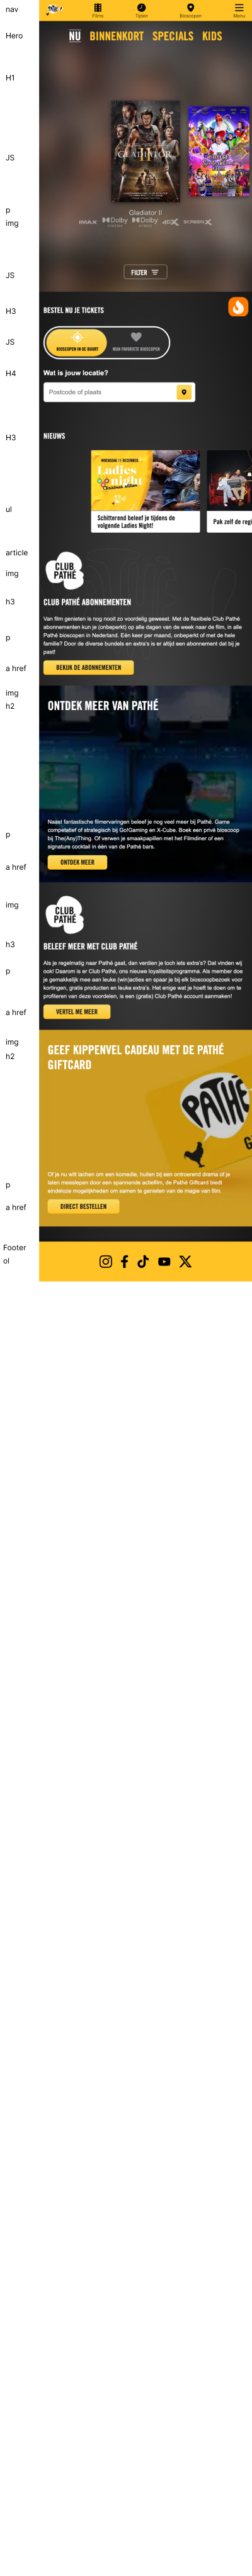 nav
Films
Tijden
Bioscopen
Menu
Hero
NU BINNENKORT SPECIALS KIDS
H1
JS
GLADIATOR II
p
Gladiator II
img
IMAX Dolby CINEMA Dolby ATMOS 4DX SCREENX
JS
FILTER
H3
BESTEL NU JE TICKETS
JS
BIOSCOPEN IN DE BUURT
MIJN FAVORIETE BIOSCOPEN
H4
Wat is jouw locatie?
Postcode of plaats
H3
NIEUWS
WOENSDAG 11 DECEMBER
Ladies night
Christmas edition
ul
Schitterend beleef je tijdens de
volgende Ladies Night!
Pak zelf de regi
article
img
CLUB
PATHÉ
h3
CLUB PATHÉ ABONNEMENTEN
p
Van film genieten is nog nooit zo voordelig geweest. Met de flexibele Club Pathé
abonnementen kun je (onbeperkt) op alle dagen van de week naar de film, in alle
Pathé bioscopen in Nederland. Eén keer per maand, onbeperkt of met de hele
familie? Door de diverse bundels en extra's is er altijd een abonnement dat bij je
past!
a href
BEKIJK DE ABONNEMENTEN
img
h2
ONTDEK MEER VAN PATHÉ
p
Naast fantastische filmervaringen beleef je nog veel meer bij Pathé. Game
competatief of strategisch bij Go!Gaming en X-Cube. Boek een privé bioscoop
bij The(Any)Thing. Of verwen je papillen met het Filmdiner of een
signature cocktail in één van de Pathé bars.
a href
ONTDEK MEER
img
CLUB
PATHÉ
h3
BELEEF MEER MET CLUB PATHÉ
p
Als je regelmatig naar Pathé gaat, dan verdien je toch iets extra's? Dat vinden wij
ook! Daarom is er Club Pathé, ons nieuwe loyaliteitsprogramma. Als member doe
je gemakkelijk mee aan leuke (win)acties en spaar je bij elk bioscoopbezoek voor
kortingen, gratis producten en leuke extra's. Het enige wat je hoeft te doen om te
profiteren van deze voordelen, is een (gratis) Club Pathé account aanmaken!
a href
VERTEL ME MEER
img
h2
GEEF KIPPENVEL CADEAU MET DE PATHÉ
GIFTCARD
PATHÉ
p
Of je nu wilt lachen om een komedie, huilen bij een ontroerend drama of je
laten meeslepen door een spannende actiefilm, de Pathé Giftcard biedt
eindeloze mogelijkheden om samen te genieten van de magie van film.
a href
DIRECT BESTELLEN
Footer
ol